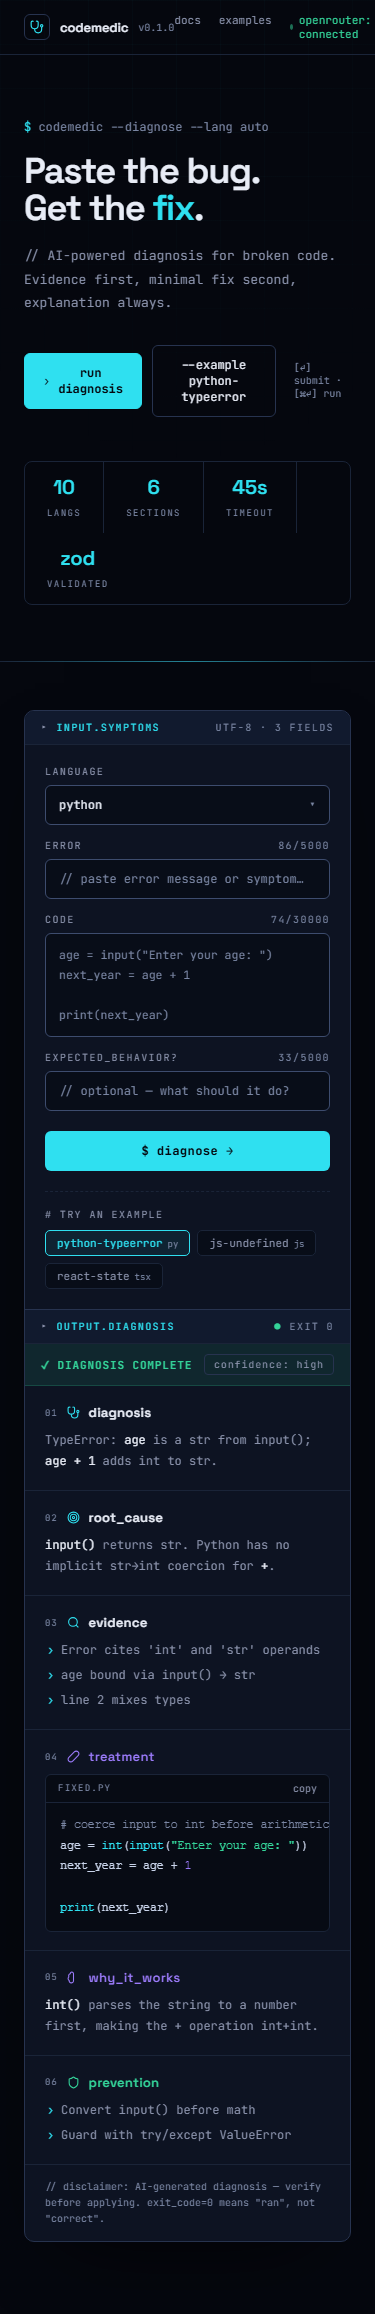 codemedic v0.1.0 docs examples openrouter:
connected
$ codemedic --diagnose --lang auto
Paste the bug.
Get the fix.
// AI-powered diagnosis for broken code.
Evidence first, minimal fix second,
explanation always.
› run
diagnosis
--example
python-
typeerror
[↵]
submit ·
[⌘↵] run
10
LANGS
6
SECTIONS
45s
TIMEOUT
zod
VALIDATED
‣ INPUT.SYMPTOMS UTF-8 · 3 FIELDS
LANGUAGE
python ▾
ERROR 86/5000
// paste error message or symptom…
CODE 74/30000
age = input("Enter your age: ")
next_year = age + 1
print(next_year)
EXPECTED_BEHAVIOR? 33/5000
// optional — what should it do?
$ diagnose →
# TRY AN EXAMPLE
python-typeerror py
js-undefined js
react-state tsx
‣ OUTPUT.DIAGNOSIS ● EXIT 0
✓ DIAGNOSIS COMPLETE confidence: high
01 diagnosis
TypeError: age is a str from input();
age + 1 adds int to str.
02 root_cause
input() returns str. Python has no
implicit str→int coercion for +.
03 evidence
› Error cites 'int' and 'str' operands
› age bound via input() → str
› line 2 mixes types
04 treatment
FIXED.PY copy
# coerce input to int before arithmetic
age = int(input("Enter your age: "))
next_year = age + 1
print(next_year)
05 why_it_works
int() parses the string to a number
first, making the + operation int+int.
06 prevention
› Convert input() before math
› Guard with try/except ValueError
// disclaimer: AI-generated diagnosis — verify
before applying. exit_code=0 means "ran", not
"correct".